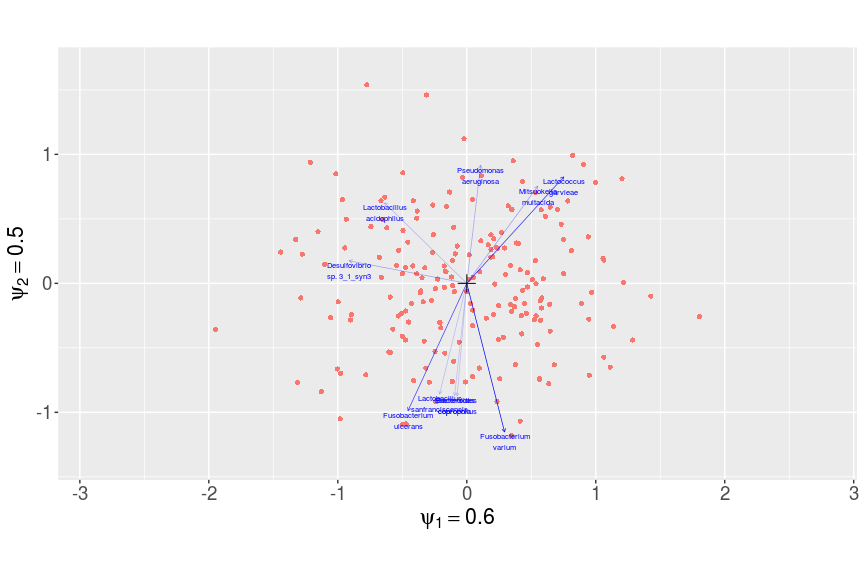 1
0
-1
-3
-2
-1
0
1
2
3
ψ2 = 0.5
ψ1 = 0.6
Pseudomonas
aeruginosa
Lactococcus
garvieae
Mitsuokella
multacida
Lactobacillus
acidophilus
Desulfovibrio
sp. 3_1_syn3
Lactobacillus
sanfranciscensis
coprophilus
Fusobacterium
ulcerans
Fusobacterium
varium